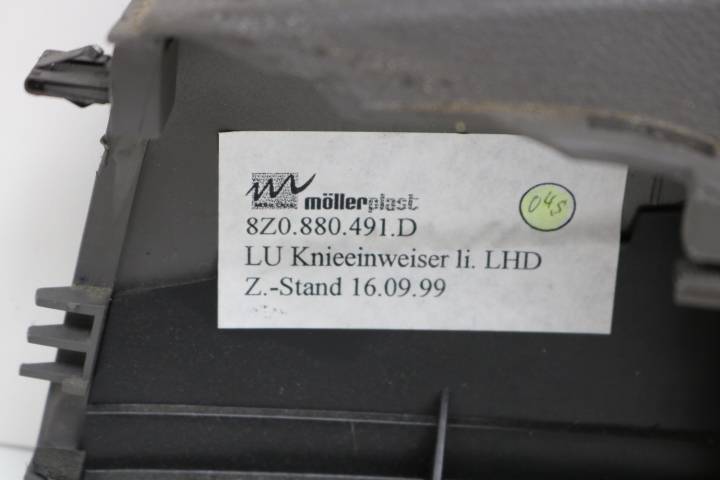 möllerplast
8Z0.880.491.D
LU Knieeinweiser li. LHD
Z.-Stand 16.09.99
04S